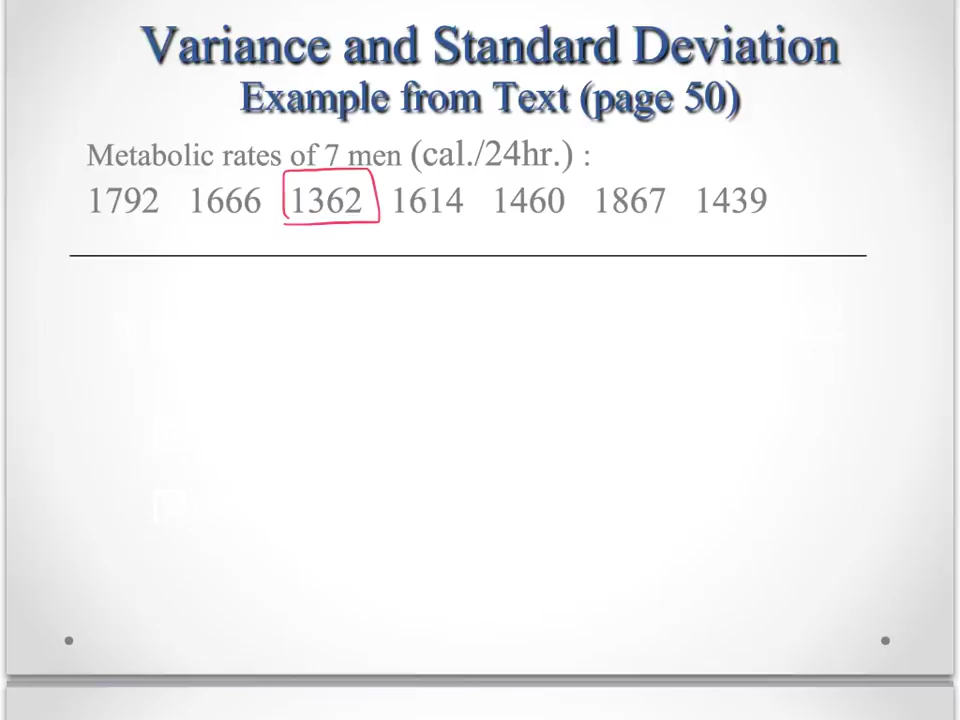 Variance and Standard Deviation
Example from Text (page 50)
Metabolic rates of 7 men (cal./24hr.) :
1792 1666 1362 1614 1460 1867 1439